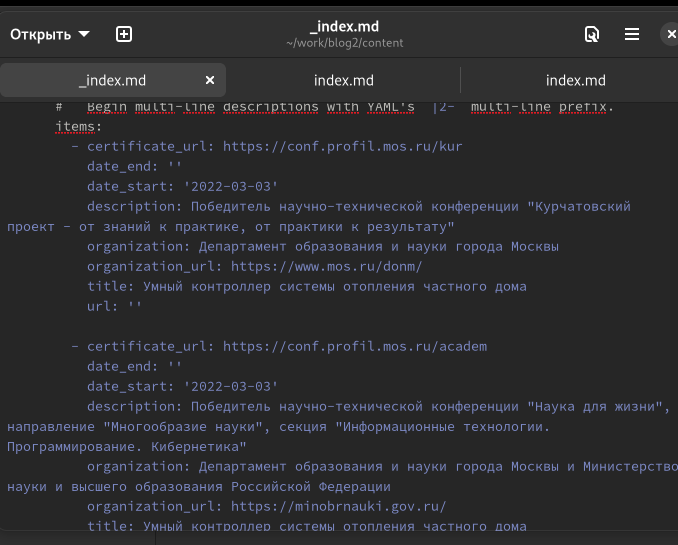 Открыть
_index.md
~/work/blog2/content
_index.md
index.md
index.md
# Begin multi-line descriptions with YAML's `|2-` multi-line prefix.
items:
- certificate_url: https://conf.profil.mos.ru/kur
date_end: ''
date_start: '2022-03-03'
description: Победитель научно-технической конференции "Курчатовский
проект – от знаний к практике, от практики к результату"
organization: Департамент образования и науки города Москвы
organization_url: https://www.mos.ru/donm/
title: Умный контроллер системы отопления частного дома
url: ''
- certificate_url: https://conf.profil.mos.ru/academ
date_end: ''
date_start: '2022-03-03'
description: Победитель научно-технической конференции "Наука для жизни",
направление "Многообразие науки", секция "Информационные технологии.
Программирование. Кибернетика"
organization: Департамент образования и науки города Москвы и Министерство
науки и высшего образования Российской Федерации
organization_url: https://minobrnauki.gov.ru/
title: Умный контроллер системы отопления частного дома